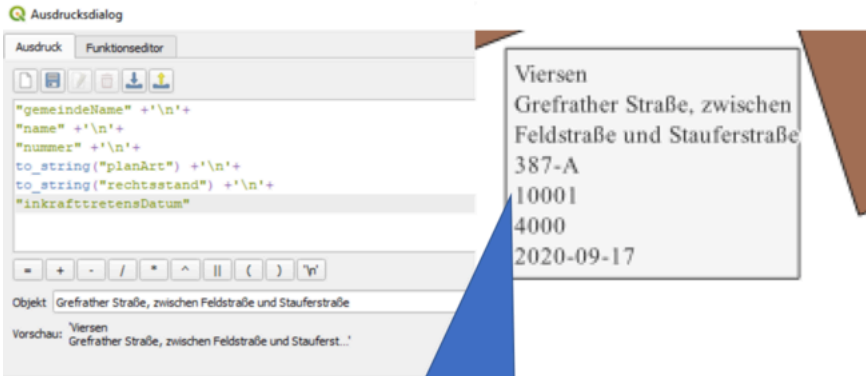 Ausdrucksdialog
Ausdruck Funktionseditor
"gemeindeName" +'\n'+
"name" +'\n'+
"nummer" +'\n'+
to_string("planArt") +'\n'+
to_string("rechtsstand") +'\n'+
"inkrafttretensDatum"
= + - / * ^ || ( ) '\n'
Objekt Grefrather Straße, zwischen Feldstraße und Stauferstraße
Vorschau: 'Viersen
Grefrather Straße, zwischen Feldstraße und Stauferst...'
Viersen
Grefrather Straße, zwischen
Feldstraße und Stauferstraße
387-A
10001
4000
2020-09-17